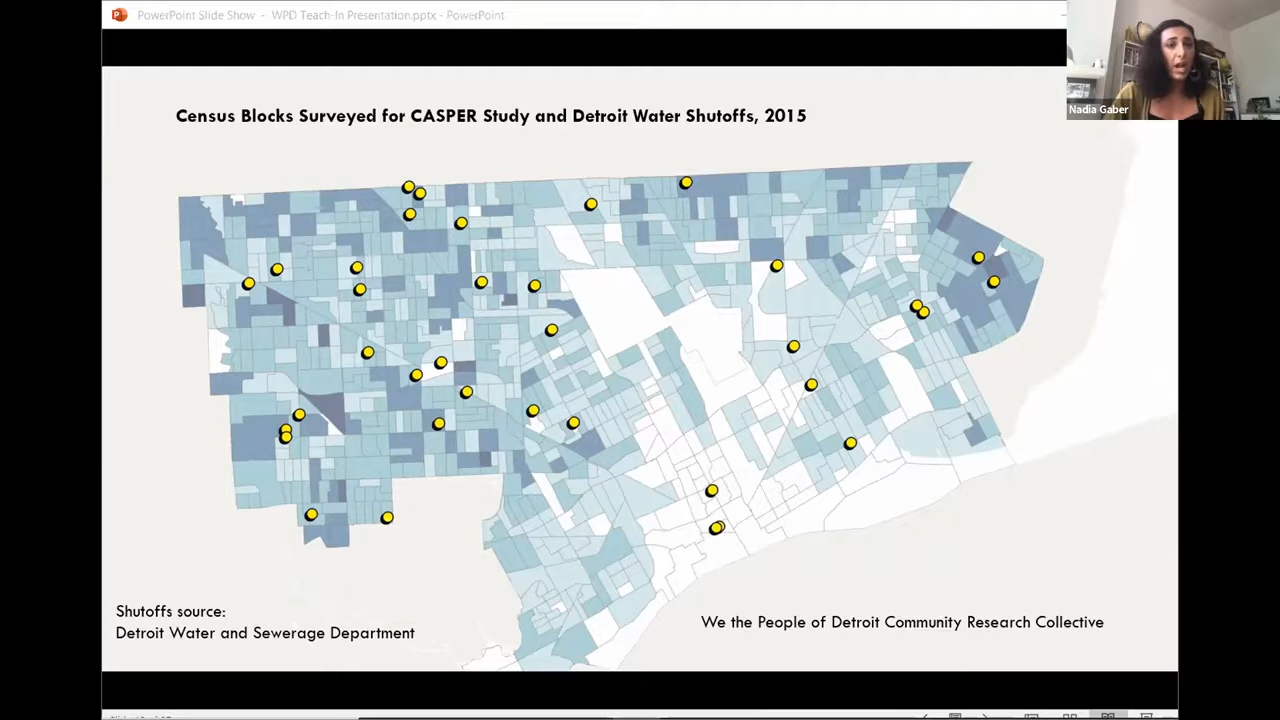 PowerPoint Slide Show - WPD Teach-In Presentation.pptx - PowerPoint
Nadia Gaber
Census Blocks Surveyed for CASPER Study and Detroit Water Shutoffs, 2015
Shutoffs source:
Detroit Water and Sewerage Department
We the People of Detroit Community Research Collective